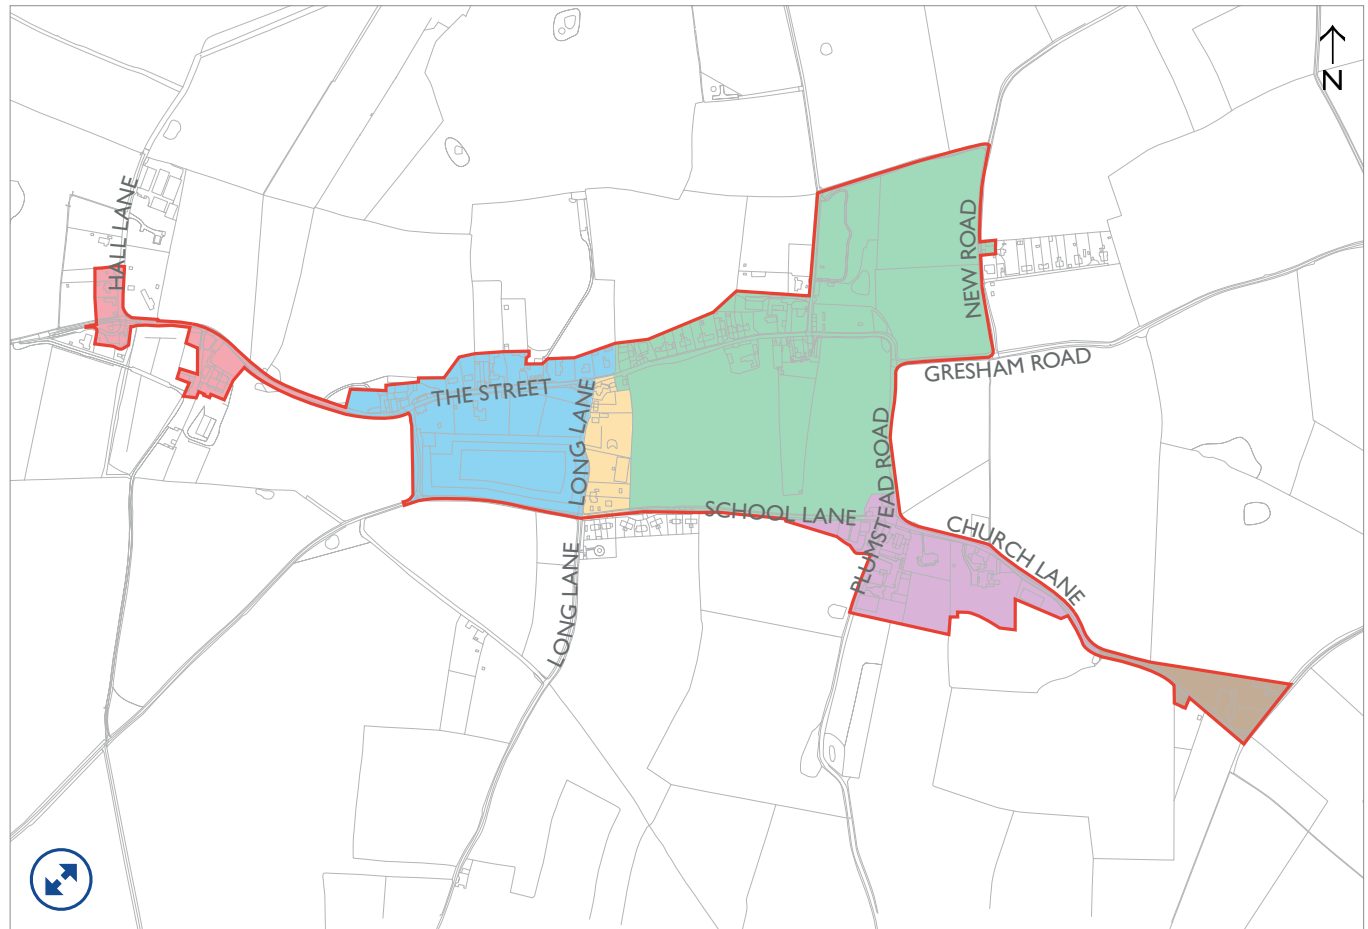 N
HALL LANE
NEW ROAD
GRESHAM ROAD
THE STREET
LONG LANE
PLUMSTEAD ROAD
SCHOOL LANE
CHURCH LANE
LONG LANE